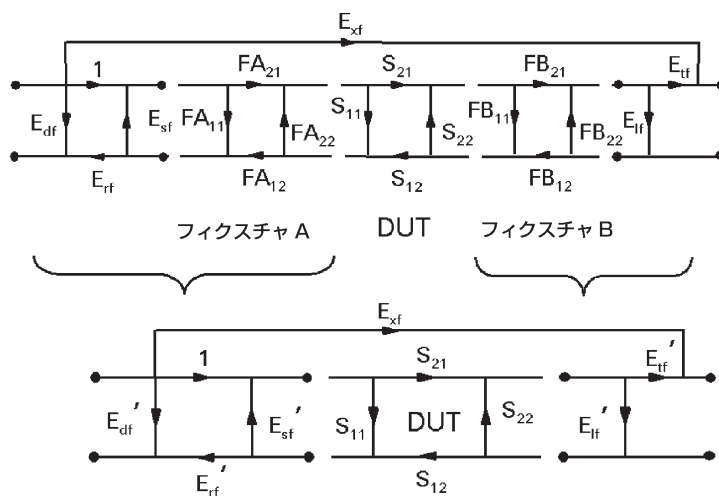 E_xf
1 FA_21 S_21 FB_21 E_tf
E_df E_sf FA_11 FA_22 S_11 S_22 FB_11 FB_22 E_lf
E_rf FA_12 S_12 FB_12
フィクスチャ A DUT フィクスチャ B
E_xf
1 S_21 E_tf′
E_df′ E_sf′ S_11 DUT S_22 E_lf′
E_rf′ S_12